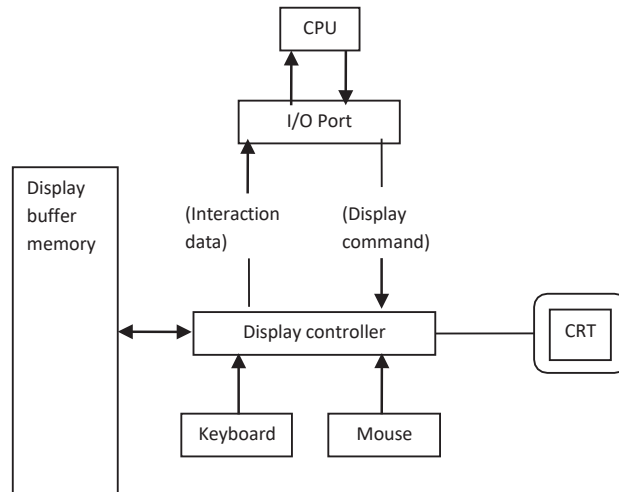 CPU
I/O Port
Display
buffer
memory
(Interaction
data)
(Display
command)
Display controller
CRT
Keyboard
Mouse